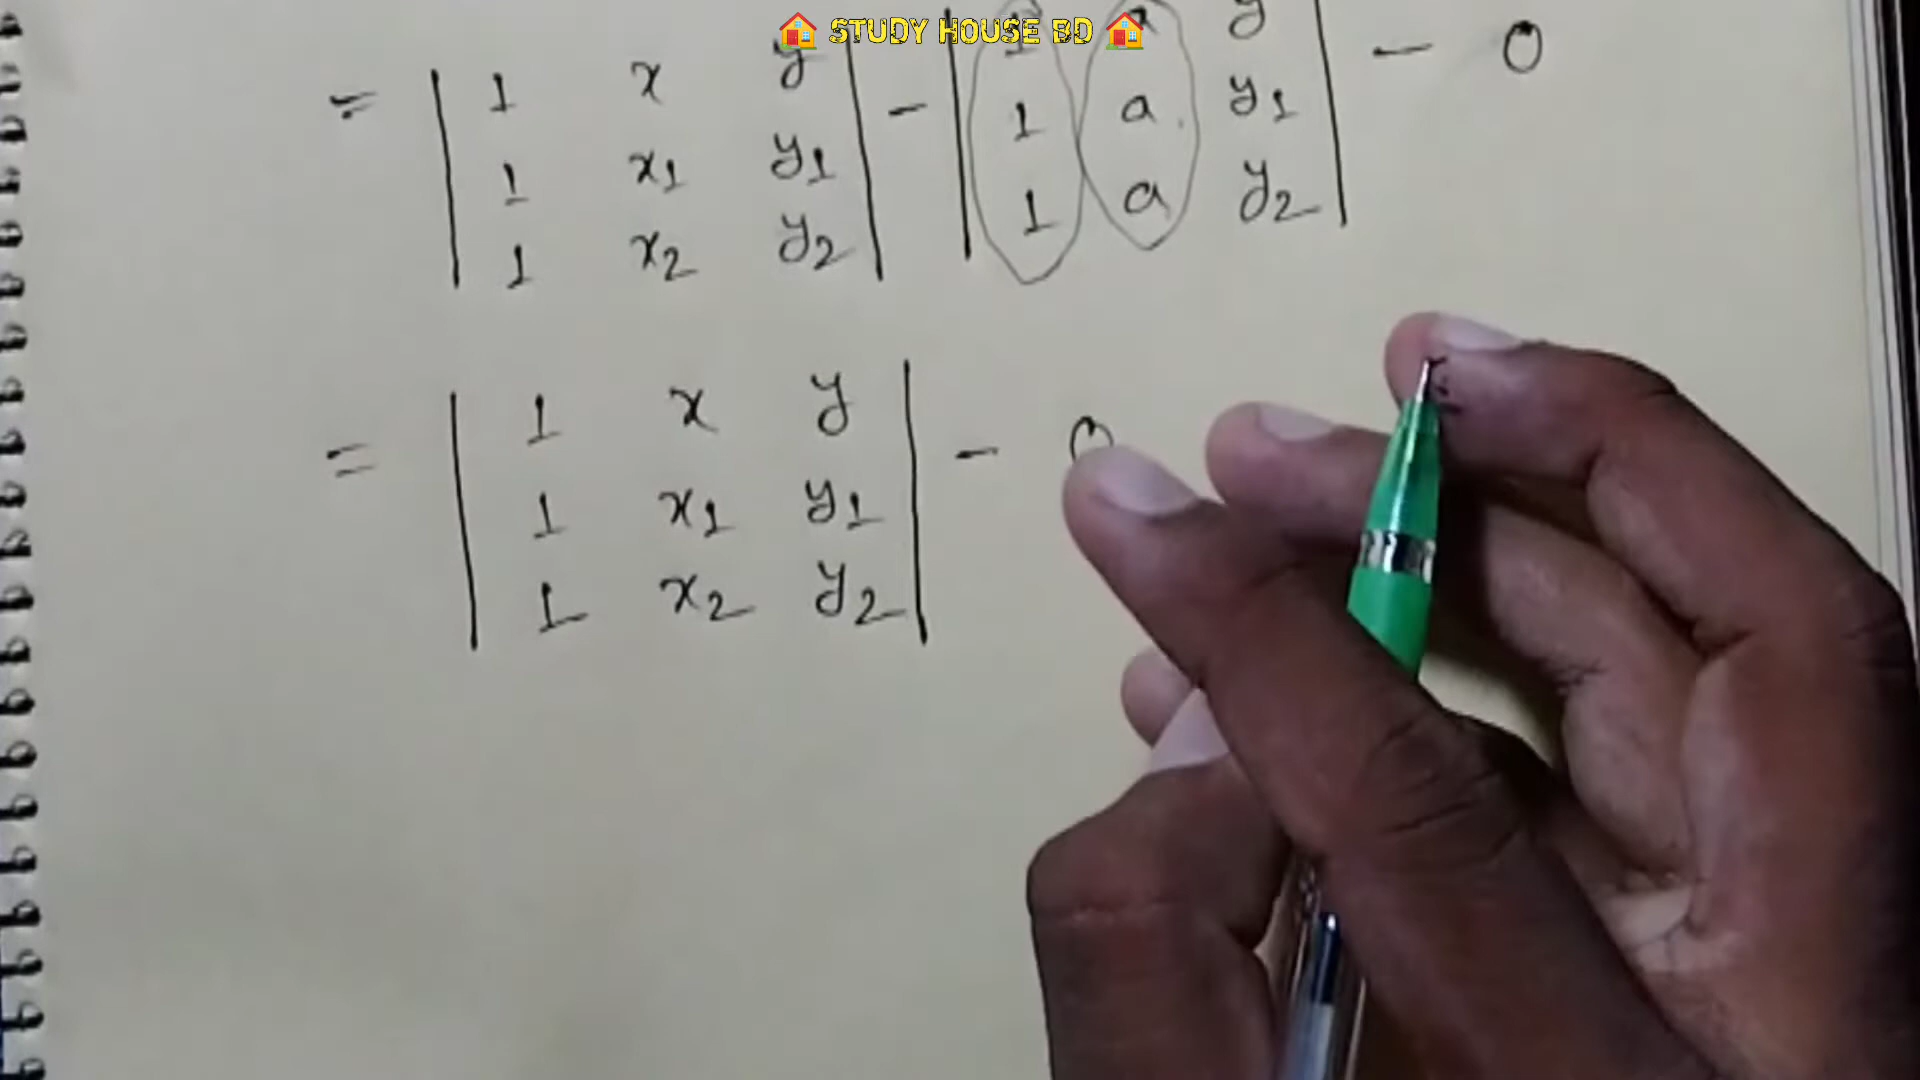 🏠 STUDY HOUSE BD 🏠
= | 1 x y | - | 1 y | - 0
| 1 x₁ y₁ | | 1 a y₁ |
| 1 x₂ y₂ | | 1 a y₂ |
= | 1 x y | - 0
| 1 x₁ y₁ |
| 1 x₂ y₂ |